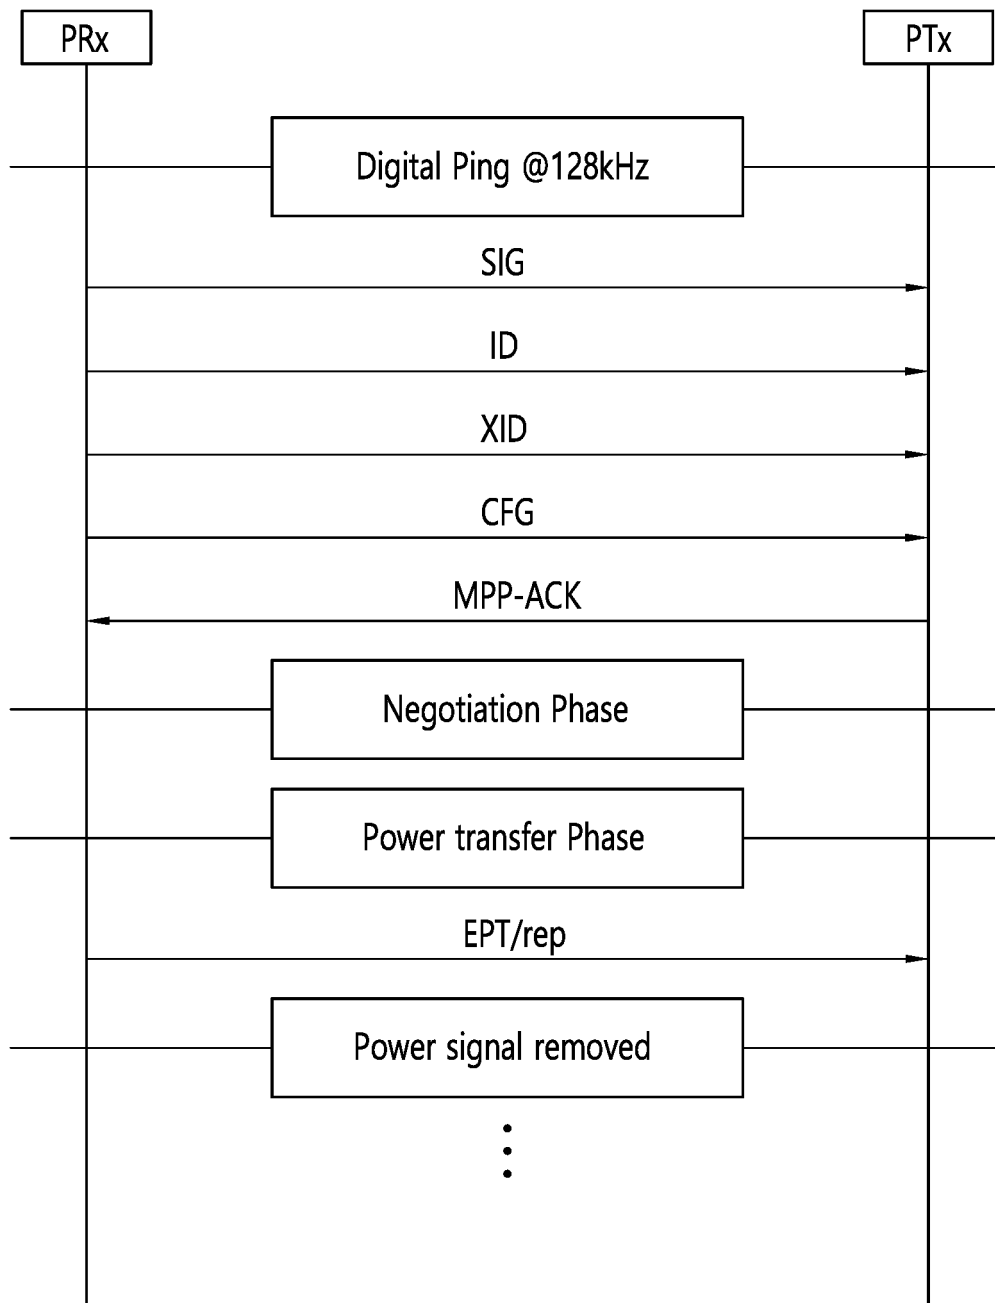 PRx
PTx
Digital Ping @128kHz
SIG
ID
XID
CFG
MPP-ACK
Negotiation Phase
Power transfer Phase
EPT/rep
Power signal removed